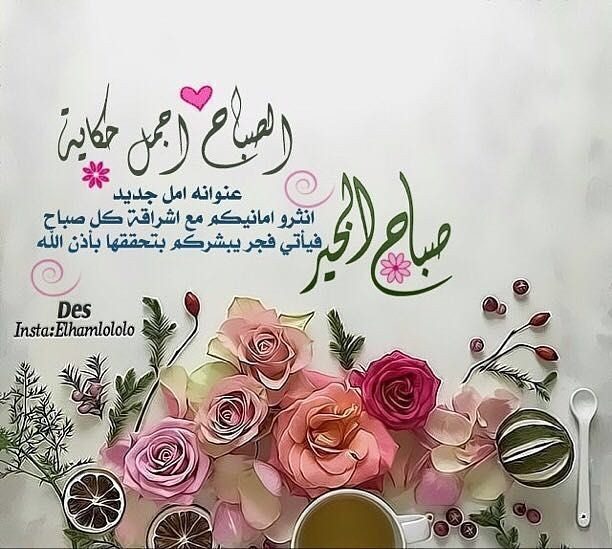 الصباح اجمل حكاية
عنوانه امل جديد
انثرو امانيكم مع اشراقة كل صباح
فيأتي فجر يبشركم بتحققها بأذن الله
صباح الخير
Des
Insta:Elhamlololo